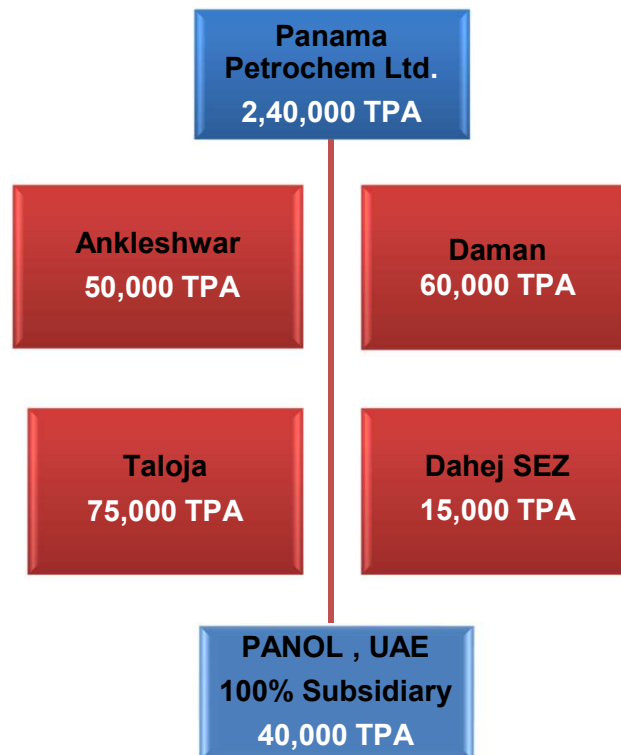 Panama
Petrochem Ltd.
2,40,000 TPA
Ankleshwar
50,000 TPA
Daman
60,000 TPA
Taloja
75,000 TPA
Dahej SEZ
15,000 TPA
PANOL , UAE
100% Subsidiary
40,000 TPA